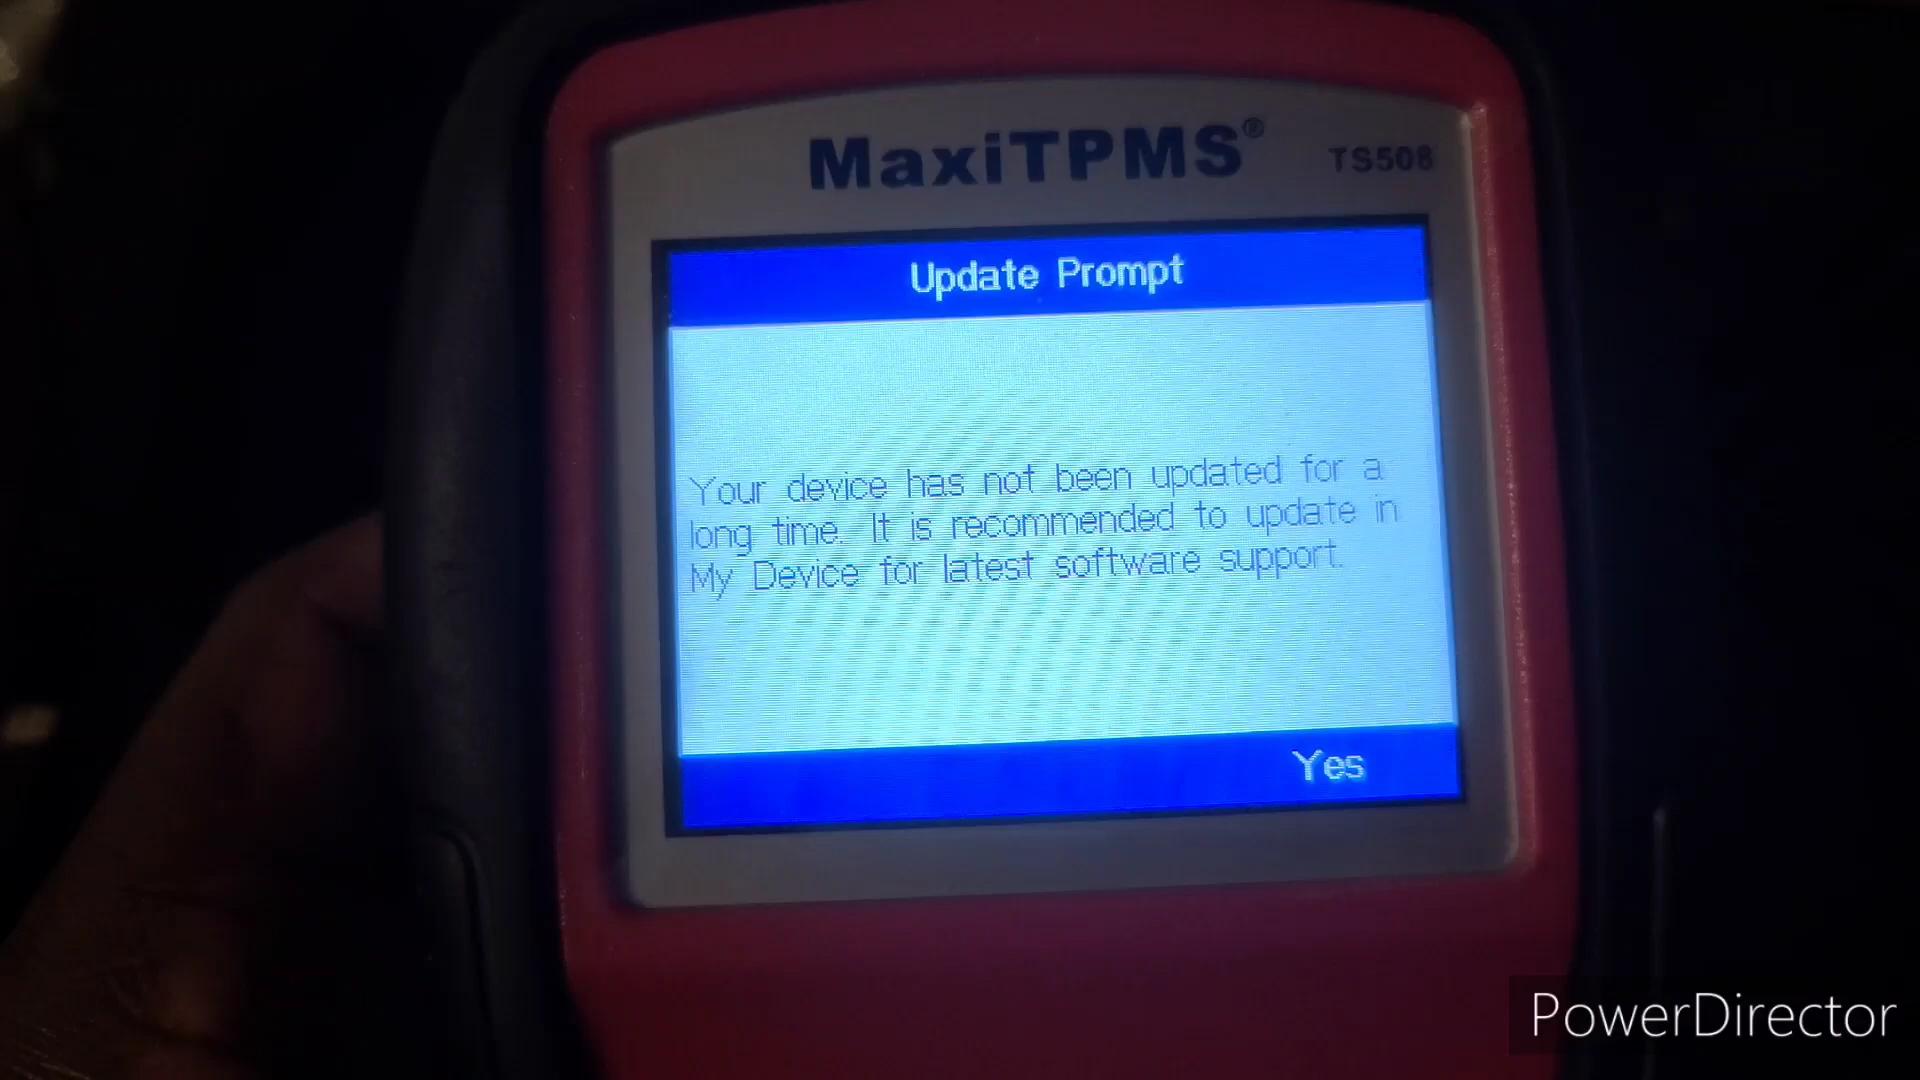 MaxiTPMS® TS508
Update Prompt
Your device has not been updated for a
long time. It is recommended to update in
My Device for latest software support.
Yes
PowerDirector